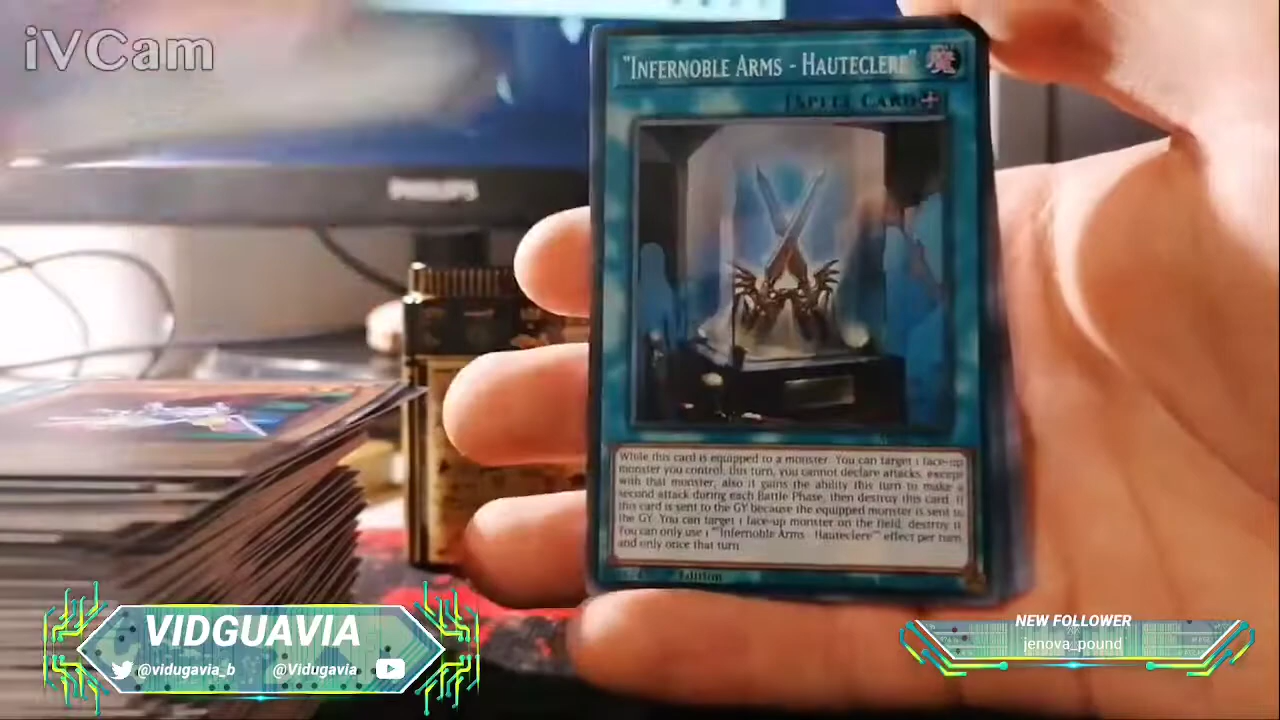 iVCam
"INFERNOBLE ARMS - HAUTECLERE"
魔
[SPELL CARD
PHILIPS
While this card is equipped to a monster: You can target 1 face-up
monster you control; this turn, you cannot declare attacks, except
with that monster, also it gains the ability this turn to make a
second attack during each Battle Phase, then destroy this card. If
this card is sent to the GY because the equipped monster is sent to
the GY: You can target 1 face-up monster on the field; destroy it.
You can only use 1 ""Infernoble Arms - Hauteclere"" effect per turn,
and only once that turn.
Edition
VIDGUAVIA
@vidugavia_b @Vidugavia
NEW FOLLOWER
jenova_pound